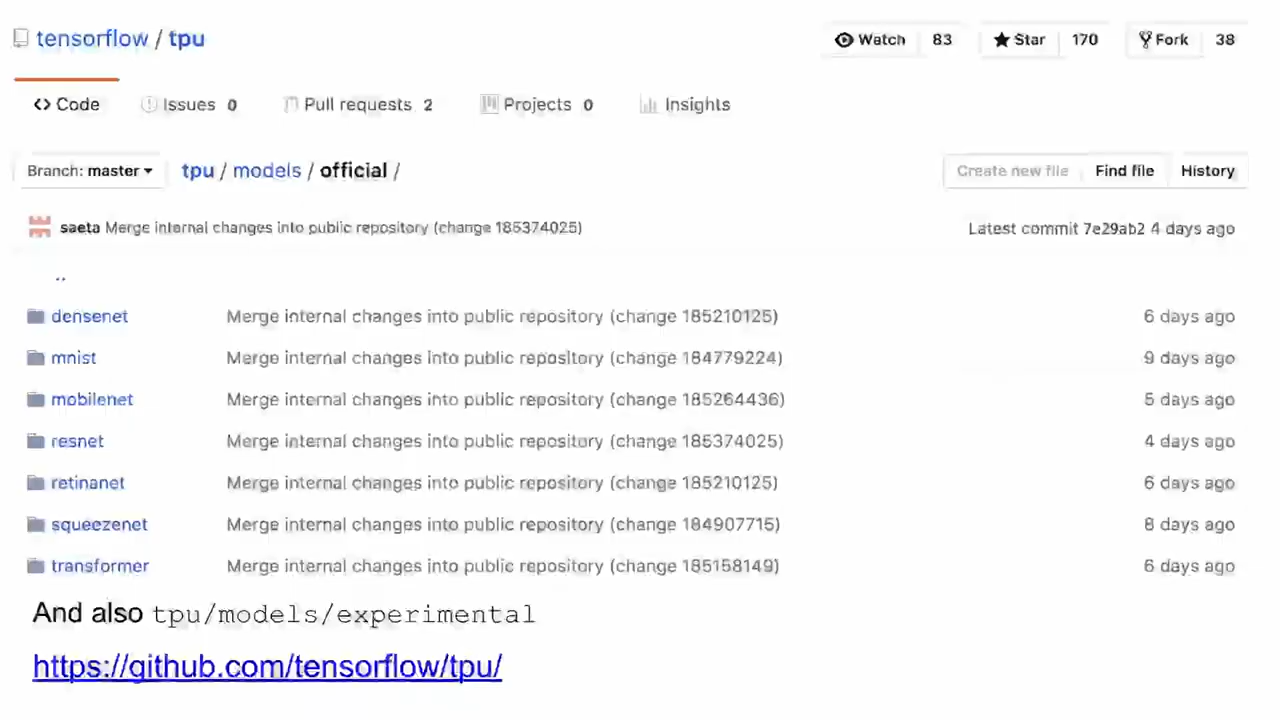 tensorflow / tpu
Watch 83 Star 170 Fork 38
Code Issues 0 Pull requests 2 Projects 0 Insights
Branch: master tpu / models / official / Create new file Find file History
saeta Merge internal changes into public repository (change 185374025) Latest commit 7e29ab2 4 days ago
..
densenet Merge internal changes into public repository (change 185210125) 6 days ago
mnist Merge internal changes into public repository (change 184779224) 9 days ago
mobilenet Merge internal changes into public repository (change 185264436) 5 days ago
resnet Merge internal changes into public repository (change 185374025) 4 days ago
retinanet Merge internal changes into public repository (change 185210125) 6 days ago
squeezenet Merge internal changes into public repository (change 184907715) 8 days ago
transformer Merge internal changes into public repository (change 185158149) 6 days ago
And also tpu/models/experimental
https://github.com/tensorflow/tpu/